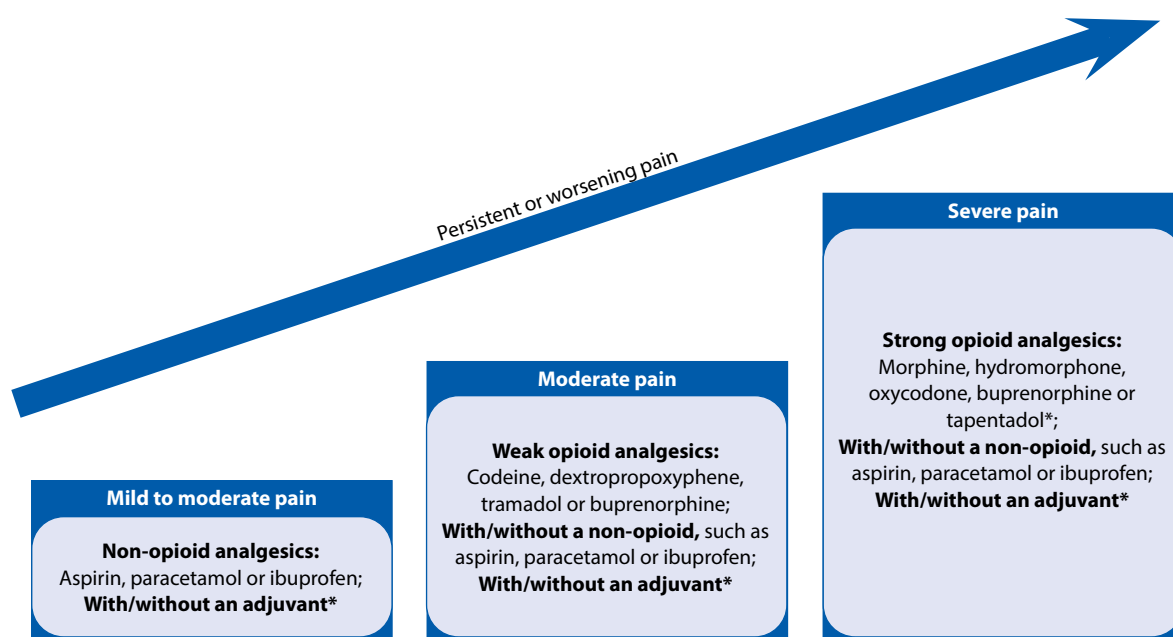 Persistent or worsening pain
Severe pain
Strong opioid analgesics:
Morphine, hydromorphone,
oxycodone, buprenorphine or
tapentadol*;
With/without a non-opioid, such as
aspirin, paracetamol or ibuprofen;
With/without an adjuvant*
Moderate pain
Weak opioid analgesics:
Codeine, dextropropoxyphene,
tramadol or buprenorphine;
With/without a non-opioid, such as
aspirin, paracetamol or ibuprofen;
With/without an adjuvant*
Mild to moderate pain
Non-opioid analgesics:
Aspirin, paracetamol or ibuprofen;
With/without an adjuvant*